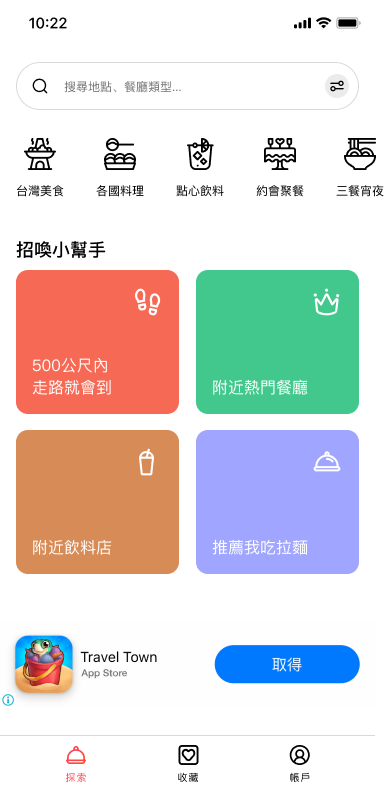 10:22
搜尋地點、餐廳類型...
台灣美食
各國料理
點心飲料
約會聚餐
三餐宵夜
招喚小幫手
500公尺內
走路就會到
附近熱門餐廳
附近飲料店
推薦我吃拉麵
Travel Town
App Store
取得
探索
收藏
帳戶